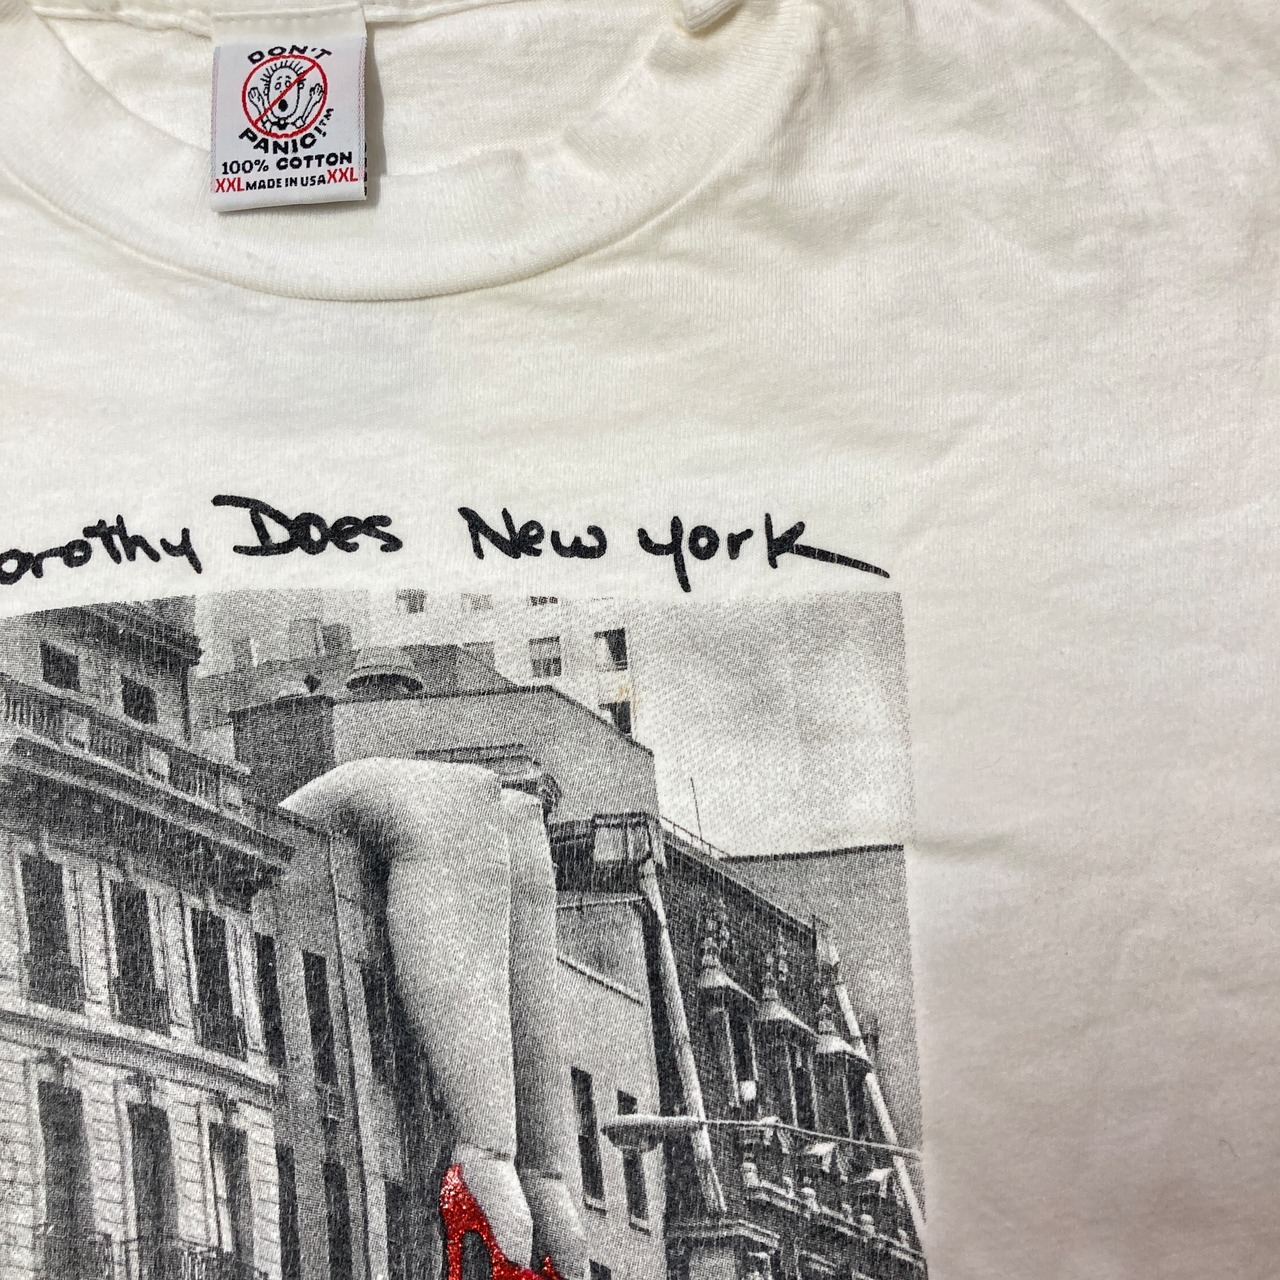 DON'T
PANIC!™
100% COTTON
XXL MADE IN USA XXL
orothy Does New York